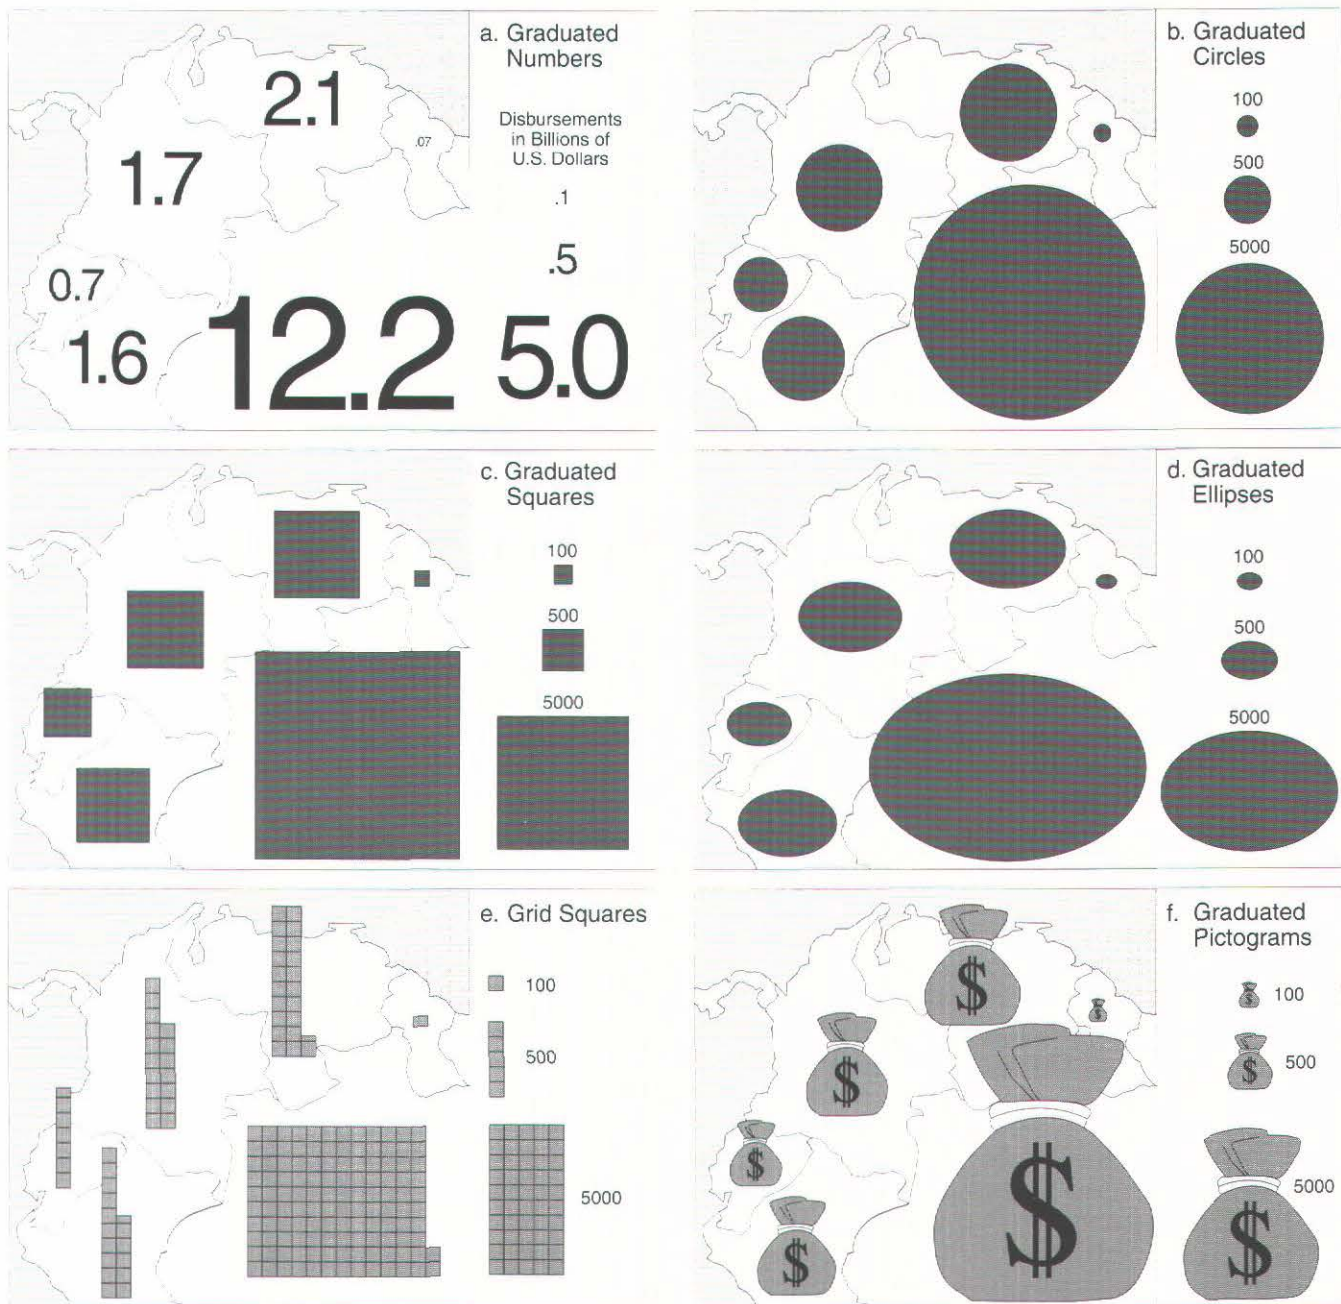 a. Graduated
Numbers
Disbursements
in Billions of
U.S. Dollars
.1
.5
5.0
2.1
.07
1.7
0.7
1.6
12.2
b. Graduated
Circles
100
500
5000
c. Graduated
Squares
100
500
5000
d. Graduated
Ellipses
100
500
5000
e. Grid Squares
100
500
5000
f. Graduated
Pictograms
100
500
5000
$
$
$
$
$
$
$
$
$